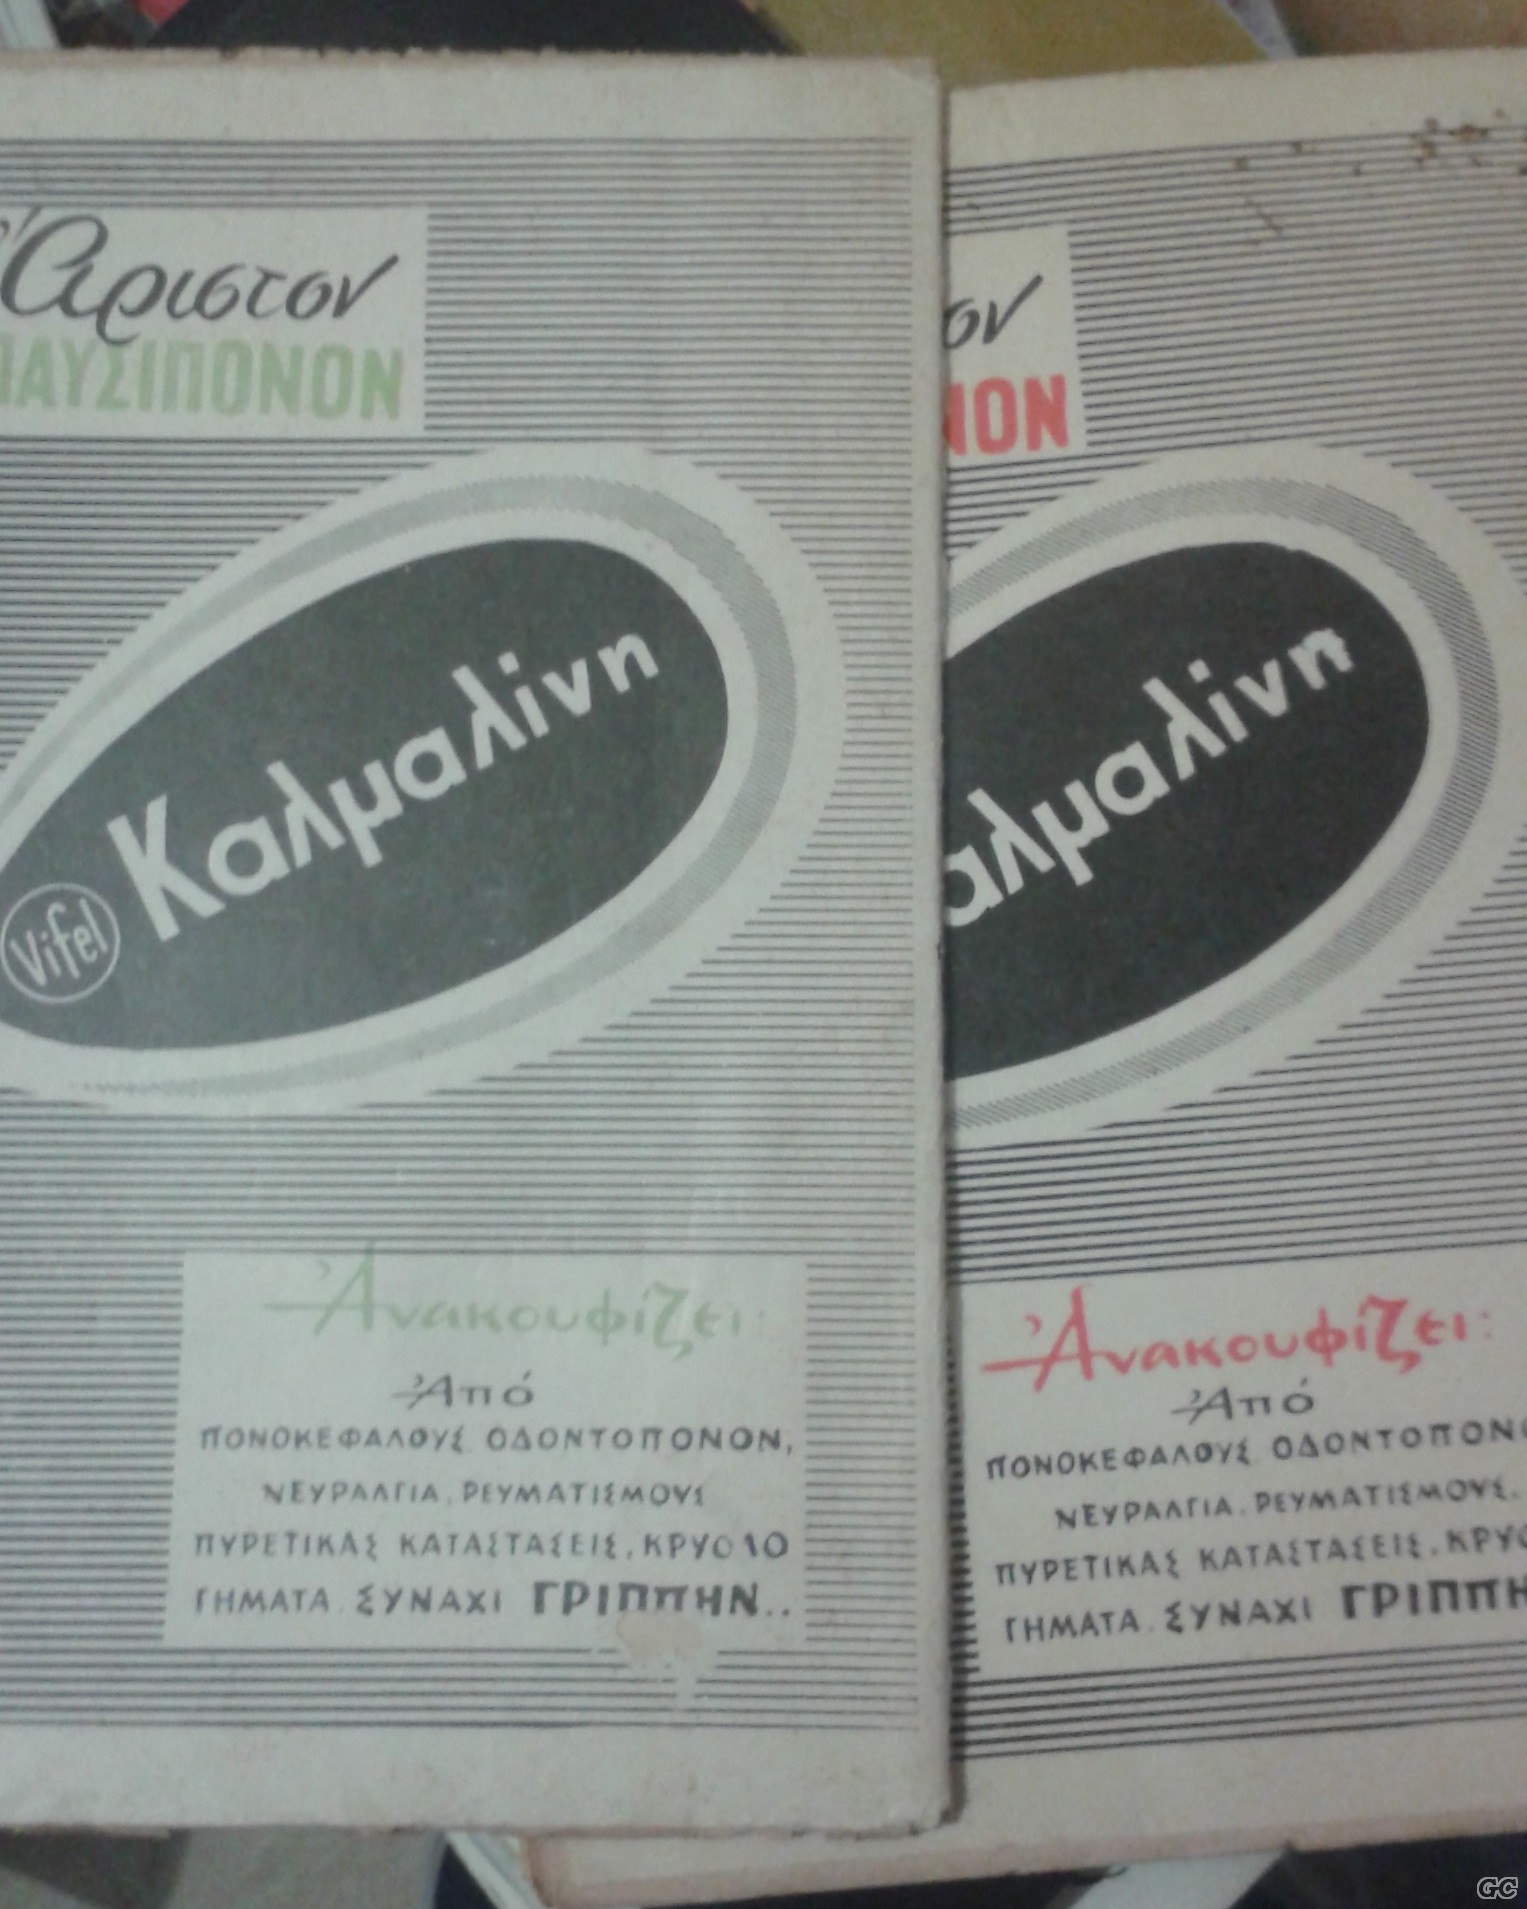 Ἄριστον
ΠΑΥΣΙΠΟΝΟΝ
Καλμαλίνη
Vifel
Ἀνακουφίζει:
Ἀπό
ΠΟΝΟΚΕΦΑΛΟΥΣ ΟΔΟΝΤΟΠΟΝΟΝ,
ΝΕΥΡΑΛΓΙΑ, ΡΕΥΜΑΤΙΣΜΟΥΣ
ΠΥΡΕΤΙΚΑΣ ΚΑΤΑΣΤΑΣΕΙΣ, ΚΡΥΟΛΟ
ΓΗΜΑΤΑ, ΣΥΝΑΧΙ ΓΡΙΠΠΗΝ..
ον
ΝΟΝ
αλμαλίνη
Ἀνακουφίζει:
Ἀπό
ΠΟΝΟΚΕΦΑΛΟΥΣ ΟΔΟΝΤΟΠΟΝΟ
ΝΕΥΡΑΛΓΙΑ, ΡΕΥΜΑΤΙΣΜΟΥΣ,
ΠΥΡΕΤΙΚΑΣ ΚΑΤΑΣΤΑΣΕΙΣ, ΚΡΥΟ
ΓΗΜΑΤΑ, ΣΥΝΑΧΙ ΓΡΙΠΠΗ
GC